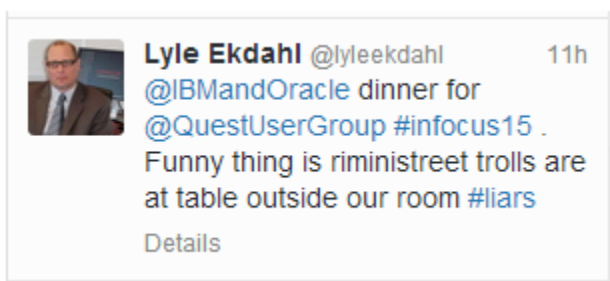 Lyle Ekdahl @lyleekdahl 11h
@IBMandOracle dinner for
@QuestUserGroup #infocus15 .
Funny thing is riministreet trolls are
at table outside our room #liars
Details